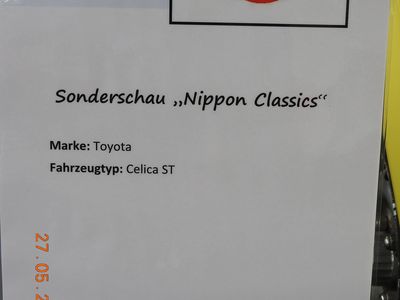 Sonderschau „Nippon Classics“
Marke: Toyota
Fahrzeugtyp: Celica ST
27.05.2